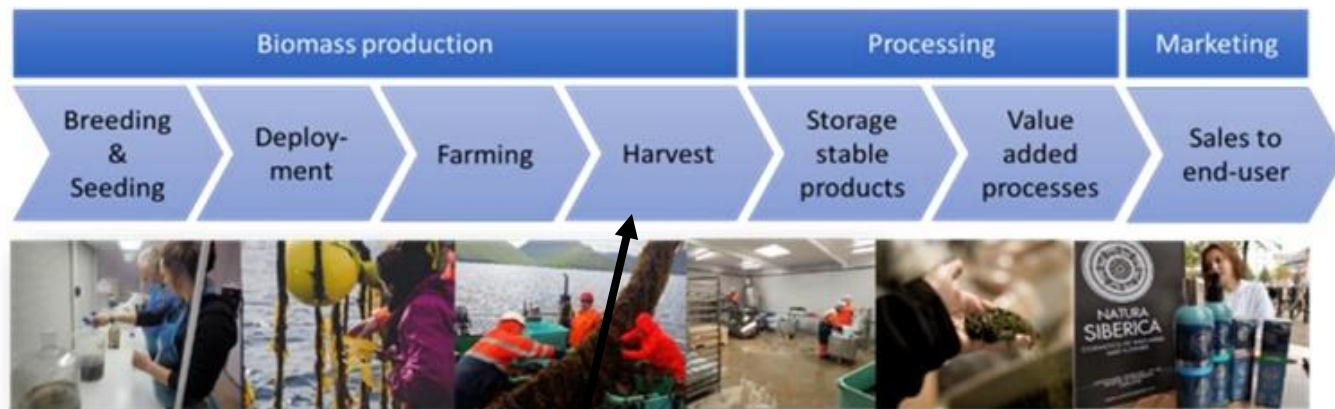 Biomass production
Processing
Marketing
Breeding
&
Seeding
Deploy-
ment
Farming
Harvest
Storage
stable
products
Value
added
processes
Sales to
end-user
NATURA
SIBERICA